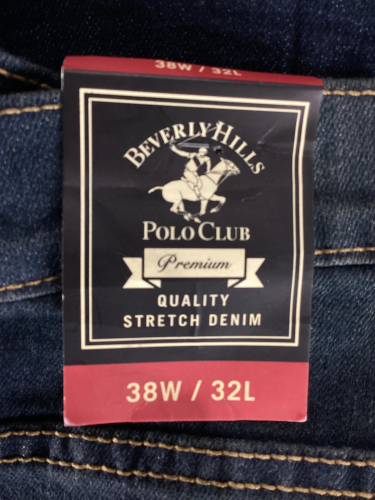 38W / 32L
BEVERLY HILLS
POLO CLUB
Premium
QUALITY
STRETCH DENIM
38W / 32L